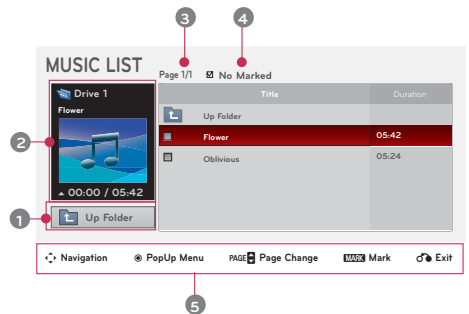 3
4
MUSIC LIST
Page 1/1
No Marked
Drive 1
Title
Duration
Flower
Up Folder
Flower
05:42
Oblivious
05:24
2
00:00 / 05:42
1
Up Folder
Navigation
PopUp Menu
PAGE Page Change
MARK Mark
Exit
5